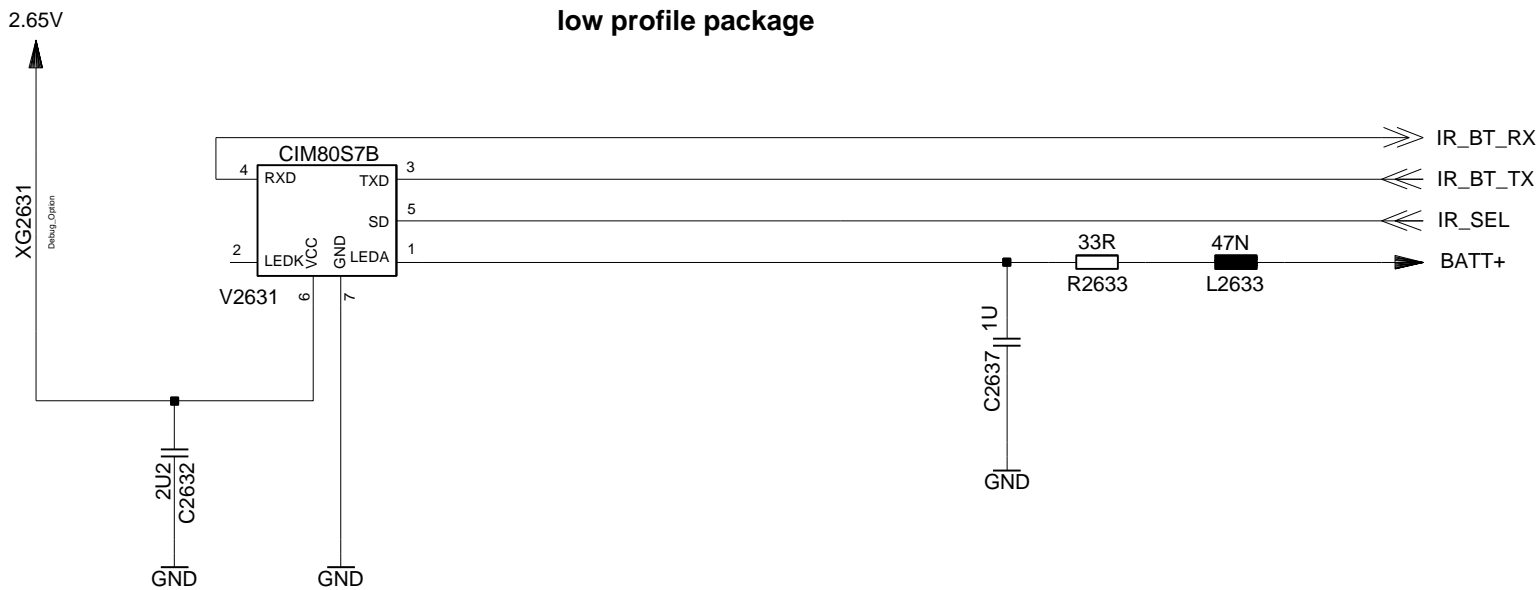 low profile package
2.65V
XG2631
Debug_Option
CIM80S7B
4
RXD
TXD
3
SD
5
2
LEDK
VCC
GND
LEDA
1
V2631
6
7
IR_BT_RX
IR_BT_TX
IR_SEL
BATT+
33R
R2633
47N
L2633
1U
C2637
GND
2U2
C2632
GND
GND